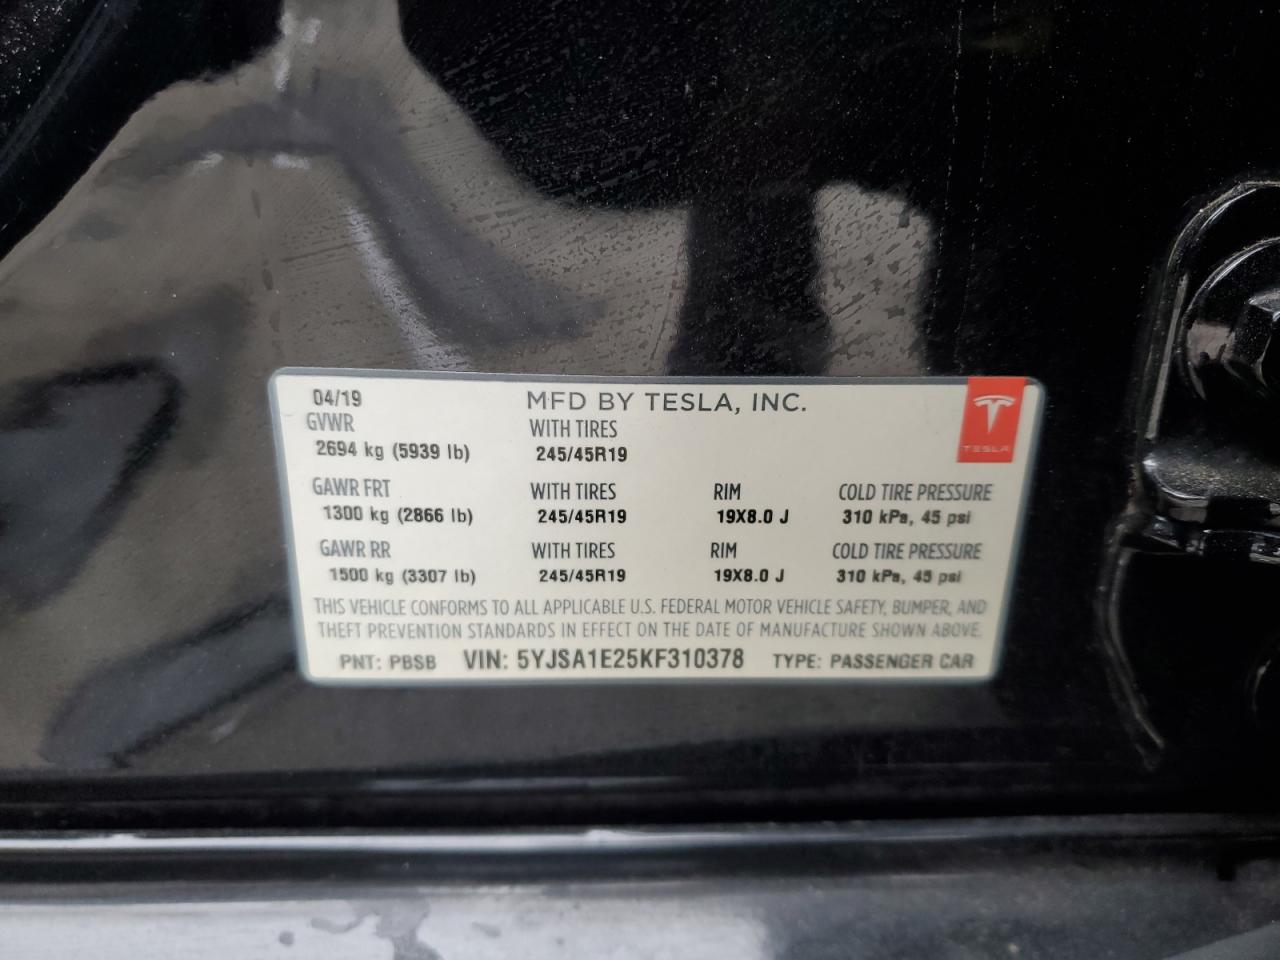 04/19 MFD BY TESLA, INC.
GVWR WITH TIRES
2694 kg (5939 lb) 245/45R19
TESLA
GAWR FRT WITH TIRES RIM COLD TIRE PRESSURE
1300 kg (2866 lb) 245/45R19 19X8.0 J 310 kPa, 45 psi
GAWR RR WITH TIRES RIM COLD TIRE PRESSURE
1500 kg (3307 lb) 245/45R19 19X8.0 J 310 kPa, 45 psi
THIS VEHICLE CONFORMS TO ALL APPLICABLE U.S. FEDERAL MOTOR VEHICLE SAFETY, BUMPER, AND
THEFT PREVENTION STANDARDS IN EFFECT ON THE DATE OF MANUFACTURE SHOWN ABOVE.
PNT: PBSB VIN: 5YJSA1E25KF310378 TYPE: PASSENGER CAR